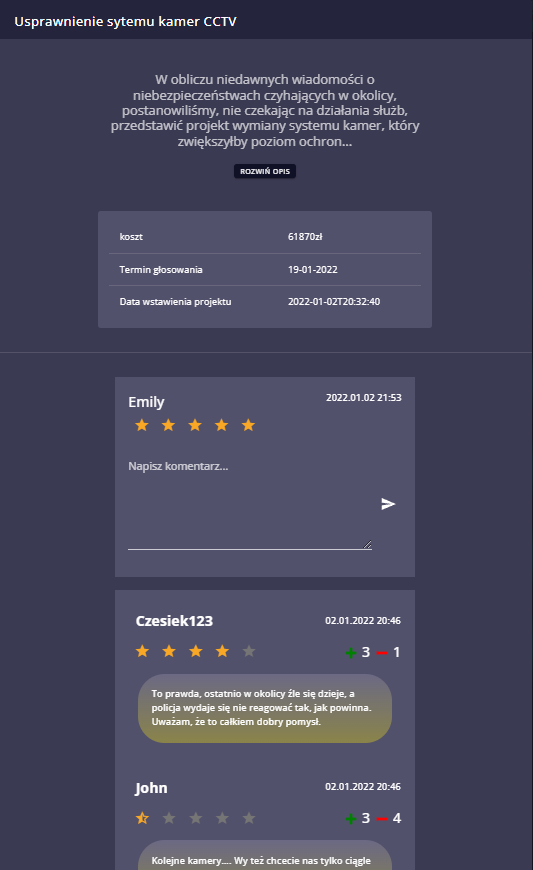 Usprawnienie sytemu kamer CCTV
W obliczu niedawnych wiadomości o
niebezpieczeństwach czyhających w okolicy,
postanowiliśmy, nie czekając na działania służb,
przedstawić projekt wymiany systemu kamer, który
zwiększyłby poziom ochron...
ROZWIŃ OPIS
koszt 61870zł
Termin głosowania 19-01-2022
Data wstawienia projektu 2022-01-02T20:32:40
Emily 2022.01.02 21:53
Napisz komentarz...
Czesiek123 02.01.2022 20:46
3 1
To prawda, ostatnio w okolicy źle się dzieje, a
policja wydaje się nie reagować tak, jak powinna.
Uważam, że to całkiem dobry pomysł.
John 02.01.2022 20:46
3 4
Kolejne kamery.... Wy też chcecie nas tylko ciągle